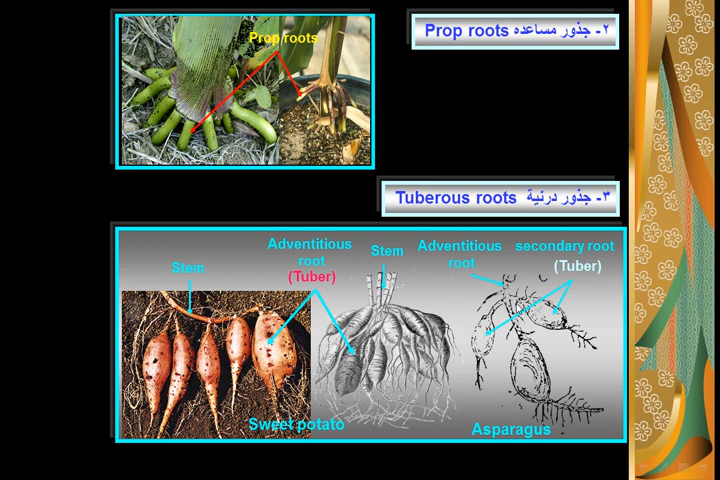 ٢- جذور مساعده Prop roots
Prop roots
٣- جذور درنية Tuberous roots
Stem
Adventitious
root
(Tuber)
Stem
Adventitious
root
secondary root
(Tuber)
Sweet potato
Asparagus